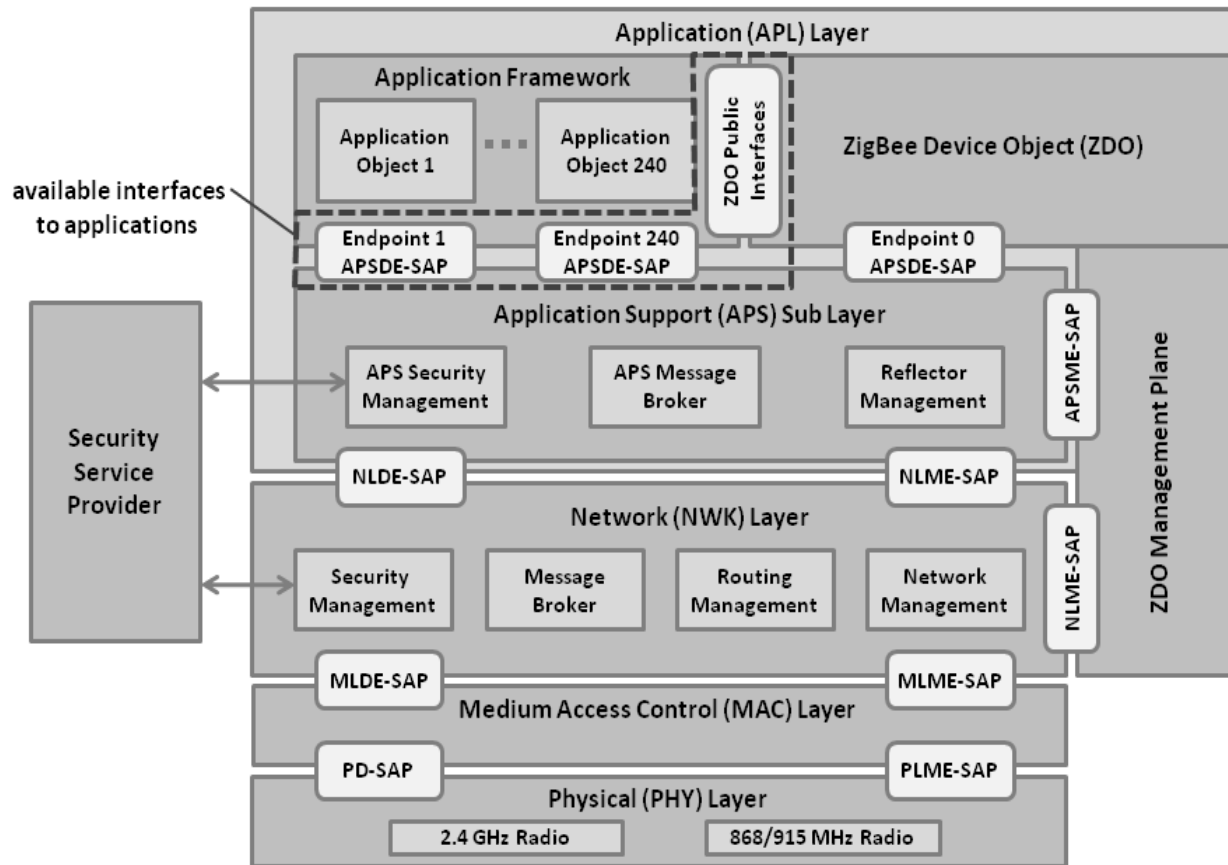 Application (APL) Layer
Application Framework
Application
Object 1
Application
Object 240
ZDO Public
Interfaces
ZigBee Device Object (ZDO)
available interfaces
to applications
Endpoint 1
APSDE-SAP
Endpoint 240
APSDE-SAP
Endpoint 0
APSDE-SAP
Application Support (APS) Sub Layer
APS Security
Management
APS Message
Broker
Reflector
Management
APSME-SAP
ZDO Management Plane
Security
Service
Provider
NLDE-SAP
NLME-SAP
Network (NWK) Layer
Security
Management
Message
Broker
Routing
Management
Network
Management
NLME-SAP
MLDE-SAP
MLME-SAP
Medium Access Control (MAC) Layer
PD-SAP
PLME-SAP
Physical (PHY) Layer
2.4 GHz Radio
868/915 MHz Radio